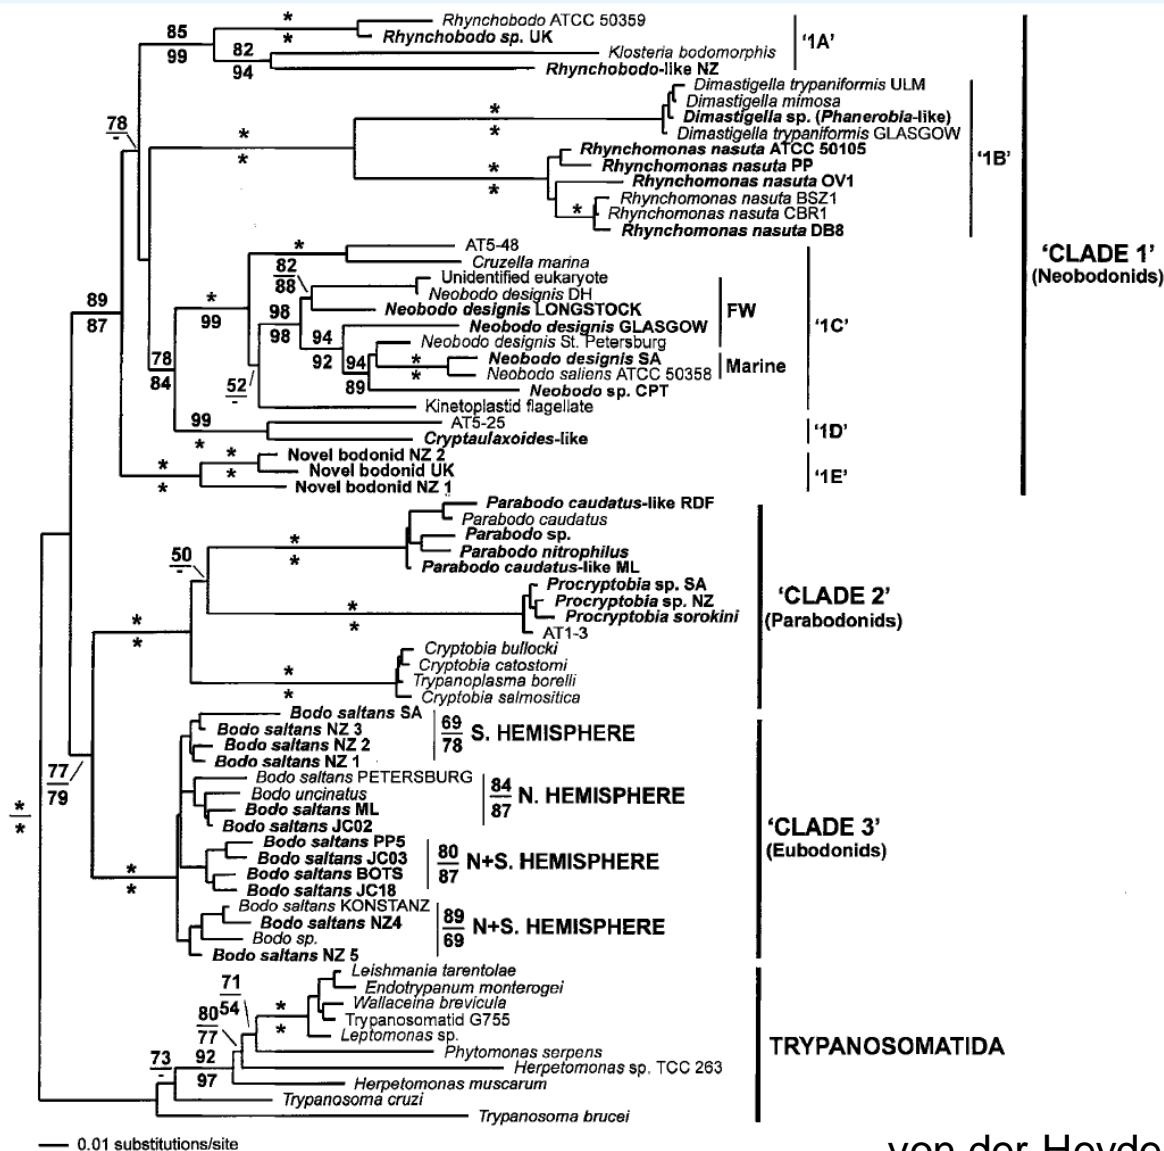 Rhynchobodo ATCC 50359
Rhynchobodo sp. UK
Klosteria bodomorphis
Rhynchobodo-like NZ
'1A'
85
99
*
*
82
94
Dimastigella trypaniformis ULM
Dimastigella mimosa
Dimastigella sp. (Phanerobia-like)
Dimastigella trypaniformis GLASGOW
Rhynchomonas nasuta ATCC 50105
Rhynchomonas nasuta PP
Rhynchomonas nasuta OV1
Rhynchomonas nasuta BSZ1
Rhynchomonas nasuta CBR1
Rhynchomonas nasuta DB8
'1B'
78
-
*
*
*
*
*
*
*
AT5-48
Cruzella marina
Unidentified eukaryote
Neobodo designis DH
Neobodo designis LONGSTOCK
Neobodo designis GLASGOW
Neobodo designis St. Petersburg
Neobodo designis SA
Neobodo saliens ATCC 50358
Neobodo sp. CPT
Kinetoplastid flagellate
FW
Marine
'1C'
*
82
88
*
99
98
98
94
92
94
89
*
*
52
-
89
87
78
84
AT5-25
Cryptaulaxoides-like
'1D'
99
*
Novel bodonid NZ 2
Novel bodonid UK
Novel bodonid NZ 1
'1E'
*
*
*
*
'CLADE 1'
(Neobodonids)
Parabodo caudatus-like RDF
Parabodo caudatus
Parabodo sp.
Parabodo nitrophilus
Parabodo caudatus-like ML
Procryptobia sp. SA
Procryptobia sp. NZ
Procryptobia sorokini
AT1-3
Cryptobia bullocki
Cryptobia catostomi
Trypanoplasma borelli
Cryptobia salmositica
50
-
*
*
*
*
*
*
*
*
'CLADE 2'
(Parabodonids)
Bodo saltans SA
Bodo saltans NZ 3
Bodo saltans NZ 2
Bodo saltans NZ 1
69
78
S. HEMISPHERE
Bodo saltans PETERSBURG
Bodo uncinatus
Bodo saltans ML
Bodo saltans JC02
84
87
N. HEMISPHERE
Bodo saltans PP5
Bodo saltans JC03
Bodo saltans BOTS
Bodo saltans JC18
80
87
N+S. HEMISPHERE
Bodo saltans KONSTANZ
Bodo saltans NZ4
Bodo sp.
Bodo saltans NZ 5
89
69
N+S. HEMISPHERE
77
79
*
*
*
*
'CLADE 3'
(Eubodonids)
Leishmania tarentolae
Endotrypanum monterogei
Wallaceina brevicula
Trypanosomatid G755
Leptomonas sp.
Phytomonas serpens
Herpetomonas sp. TCC 263
Herpetomonas muscarum
Trypanosoma cruzi
Trypanosoma brucei
71
54
*
*
80
77
73
-
92
97
TRYPANOSOMATIDA
0.01 substitutions/site
von der Heyde